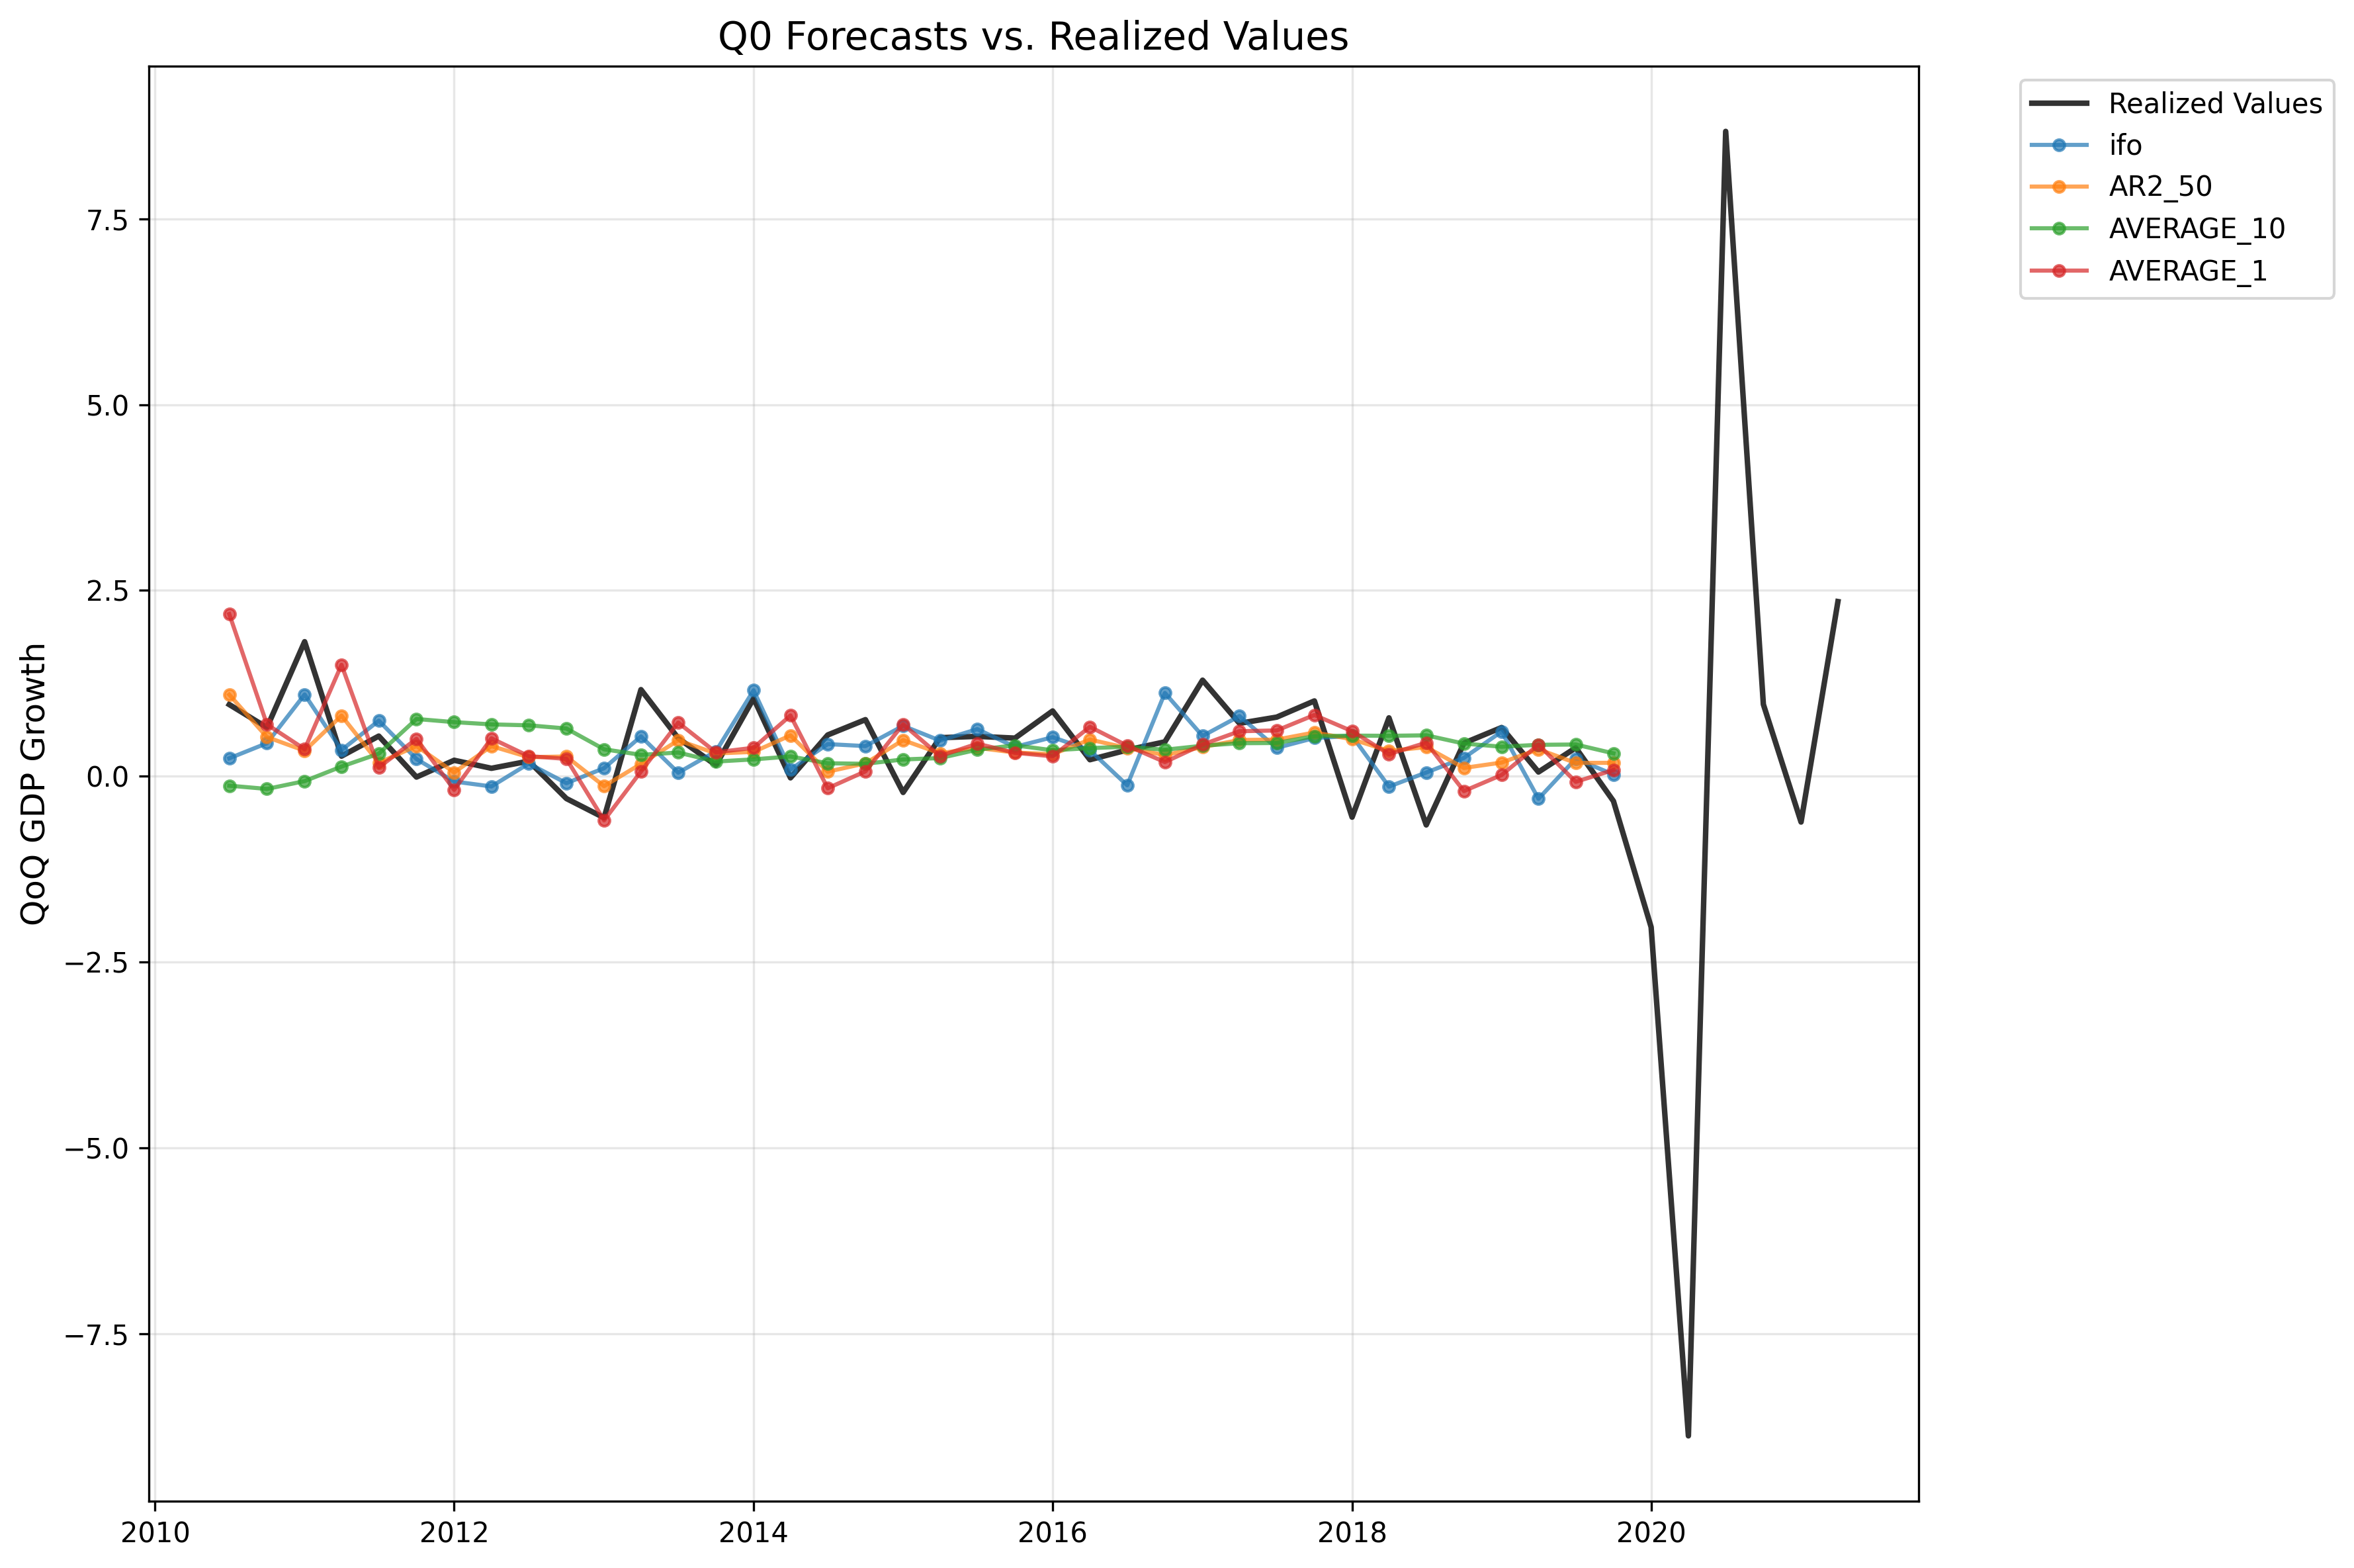 Q0 Forecasts vs. Realized Values
Realized Values
ifo
AR2_50
AVERAGE_10
AVERAGE_1
QoQ GDP Growth
7.5
5.0
2.5
0.0
−2.5
−5.0
−7.5
2010
2012
2014
2016
2018
2020